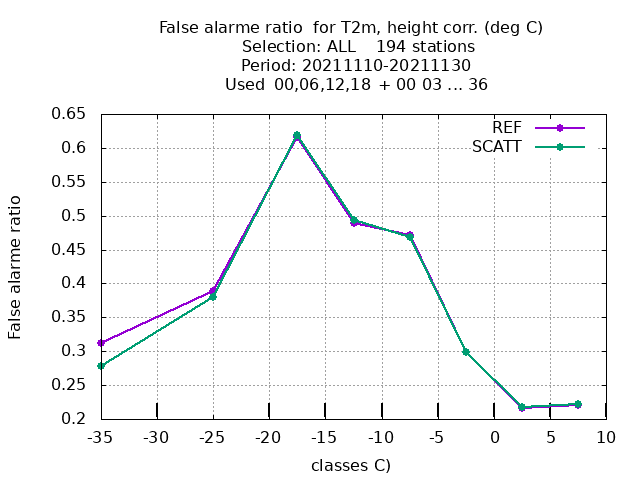 False alarme ratio  for T2m, height corr. (deg C)
Selection: ALL    194 stations
Period: 20211110-20211130
Used  00,06,12,18  + 00 03 ... 36
REF
SCATT
0.65
0.6
0.55
0.5
0.45
0.4
0.35
0.3
0.25
0.2
False alarme ratio
-35 -30 -25 -20 -15 -10 -5 0 5 10
classes C)